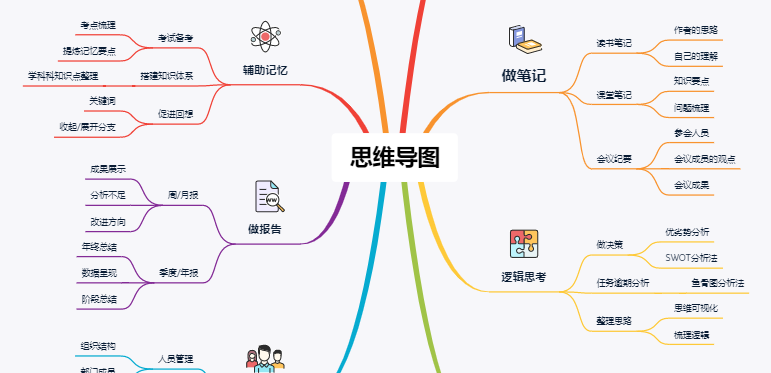 思维导图
辅助记忆
考试备考
考点梳理
提炼记忆要点
搭建知识体系
学科科知识点整理
促进回想
关键词
收起/展开分支
做报告
周/月报
成果展示
分析不足
改进方向
季度/年报
年终总结
数据呈现
阶段总结
人员管理
组织结构
部门成员
做笔记
读书笔记
作者的思路
自己的理解
课堂笔记
知识要点
问题梳理
会议纪要
参会人员
会议成员的观点
会议成果
逻辑思考
做决策
优劣势分析
SWOT分析法
任务逾期分析
鱼骨图分析法
整理思路
思维可视化
梳理逻辑